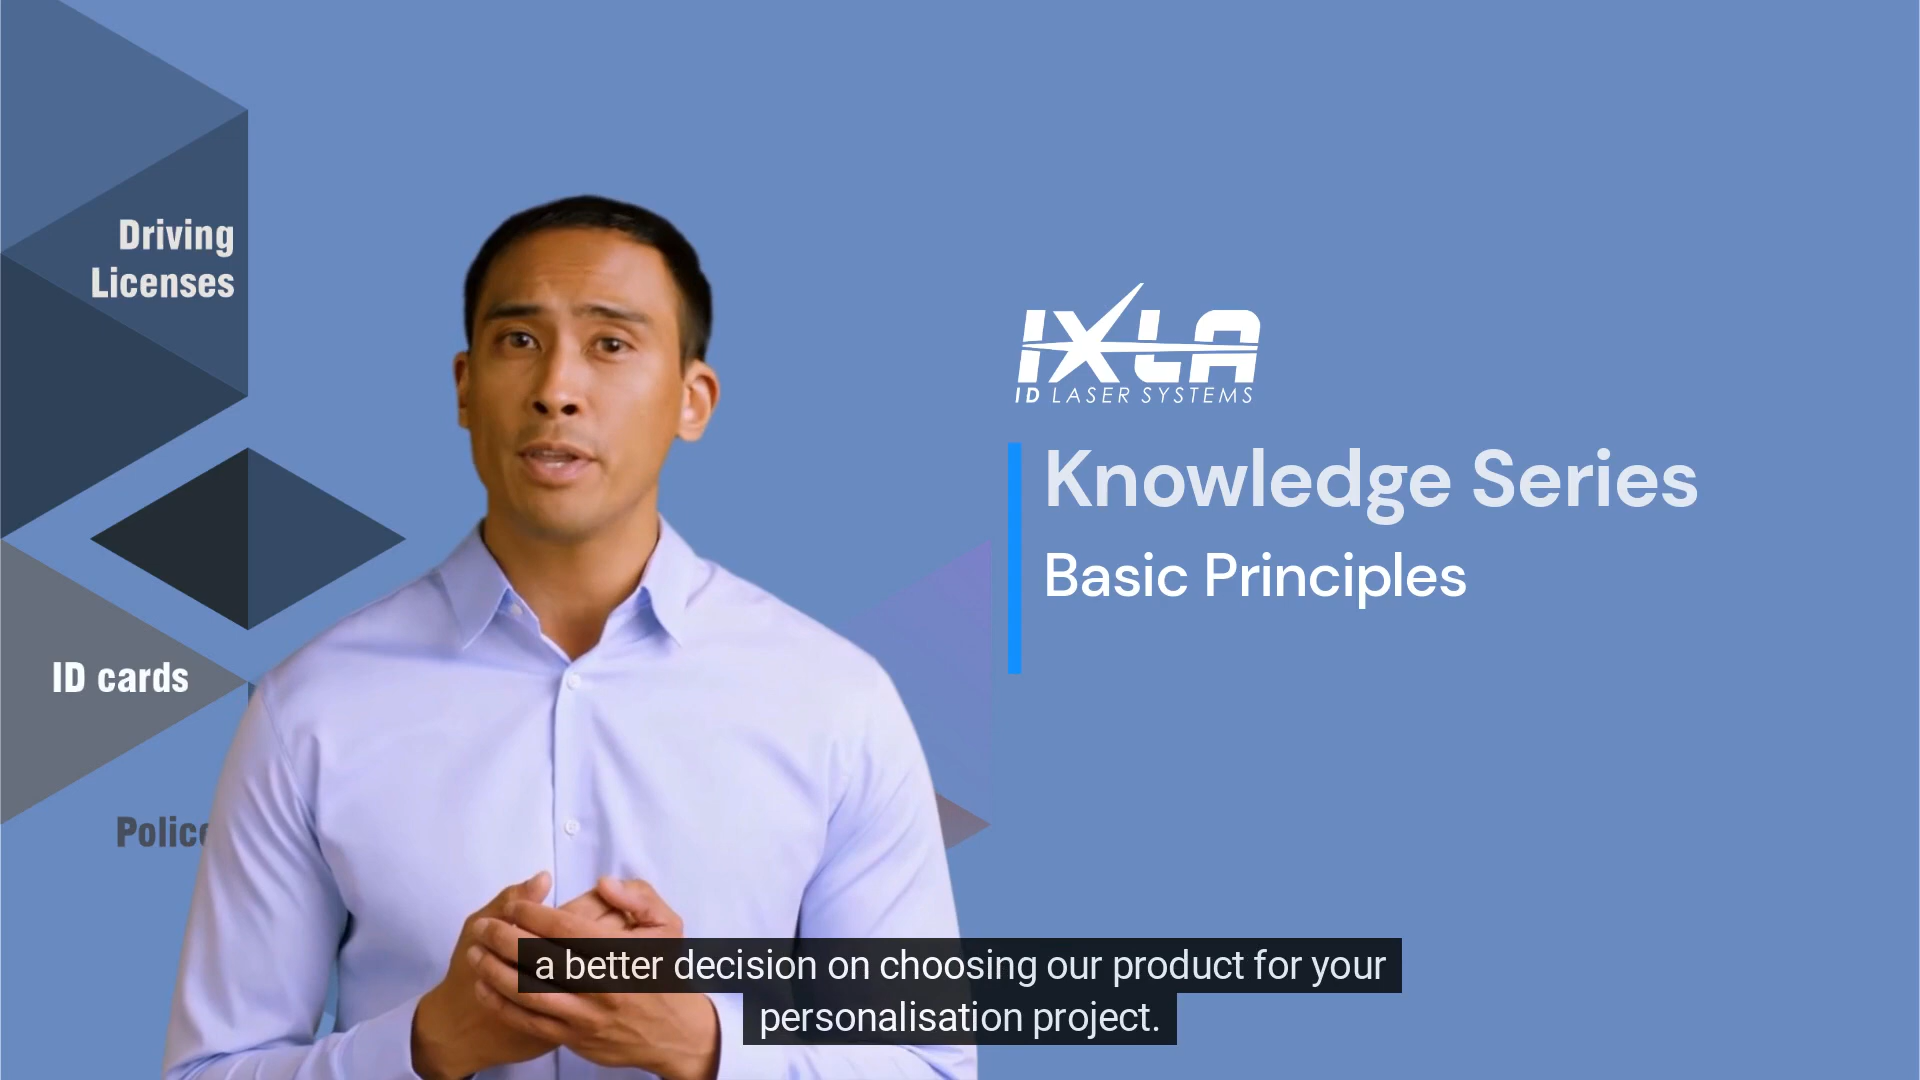 Driving
Licenses
IXLA
ID LASER SYSTEMS
Knowledge Series
Basic Principles
ID cards
Police
a better decision on choosing our product for your
personalisation project.